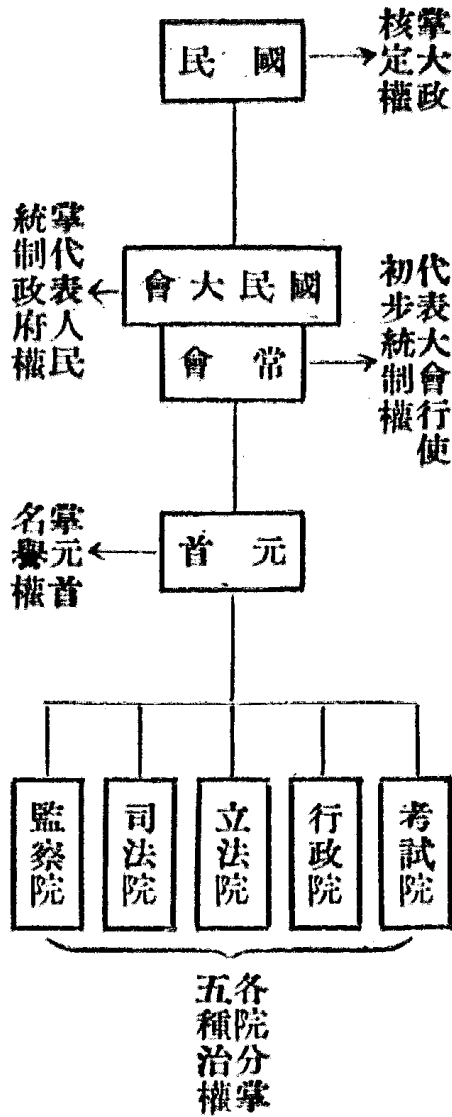 國民
掌大政
核定權
國民大會
掌代表人民
統制政府權
常會
代表大會行使
初步統制權
元首
掌元首
名譽權
考試院
行政院
立法院
司法院
監察院
各院分掌
五種治權